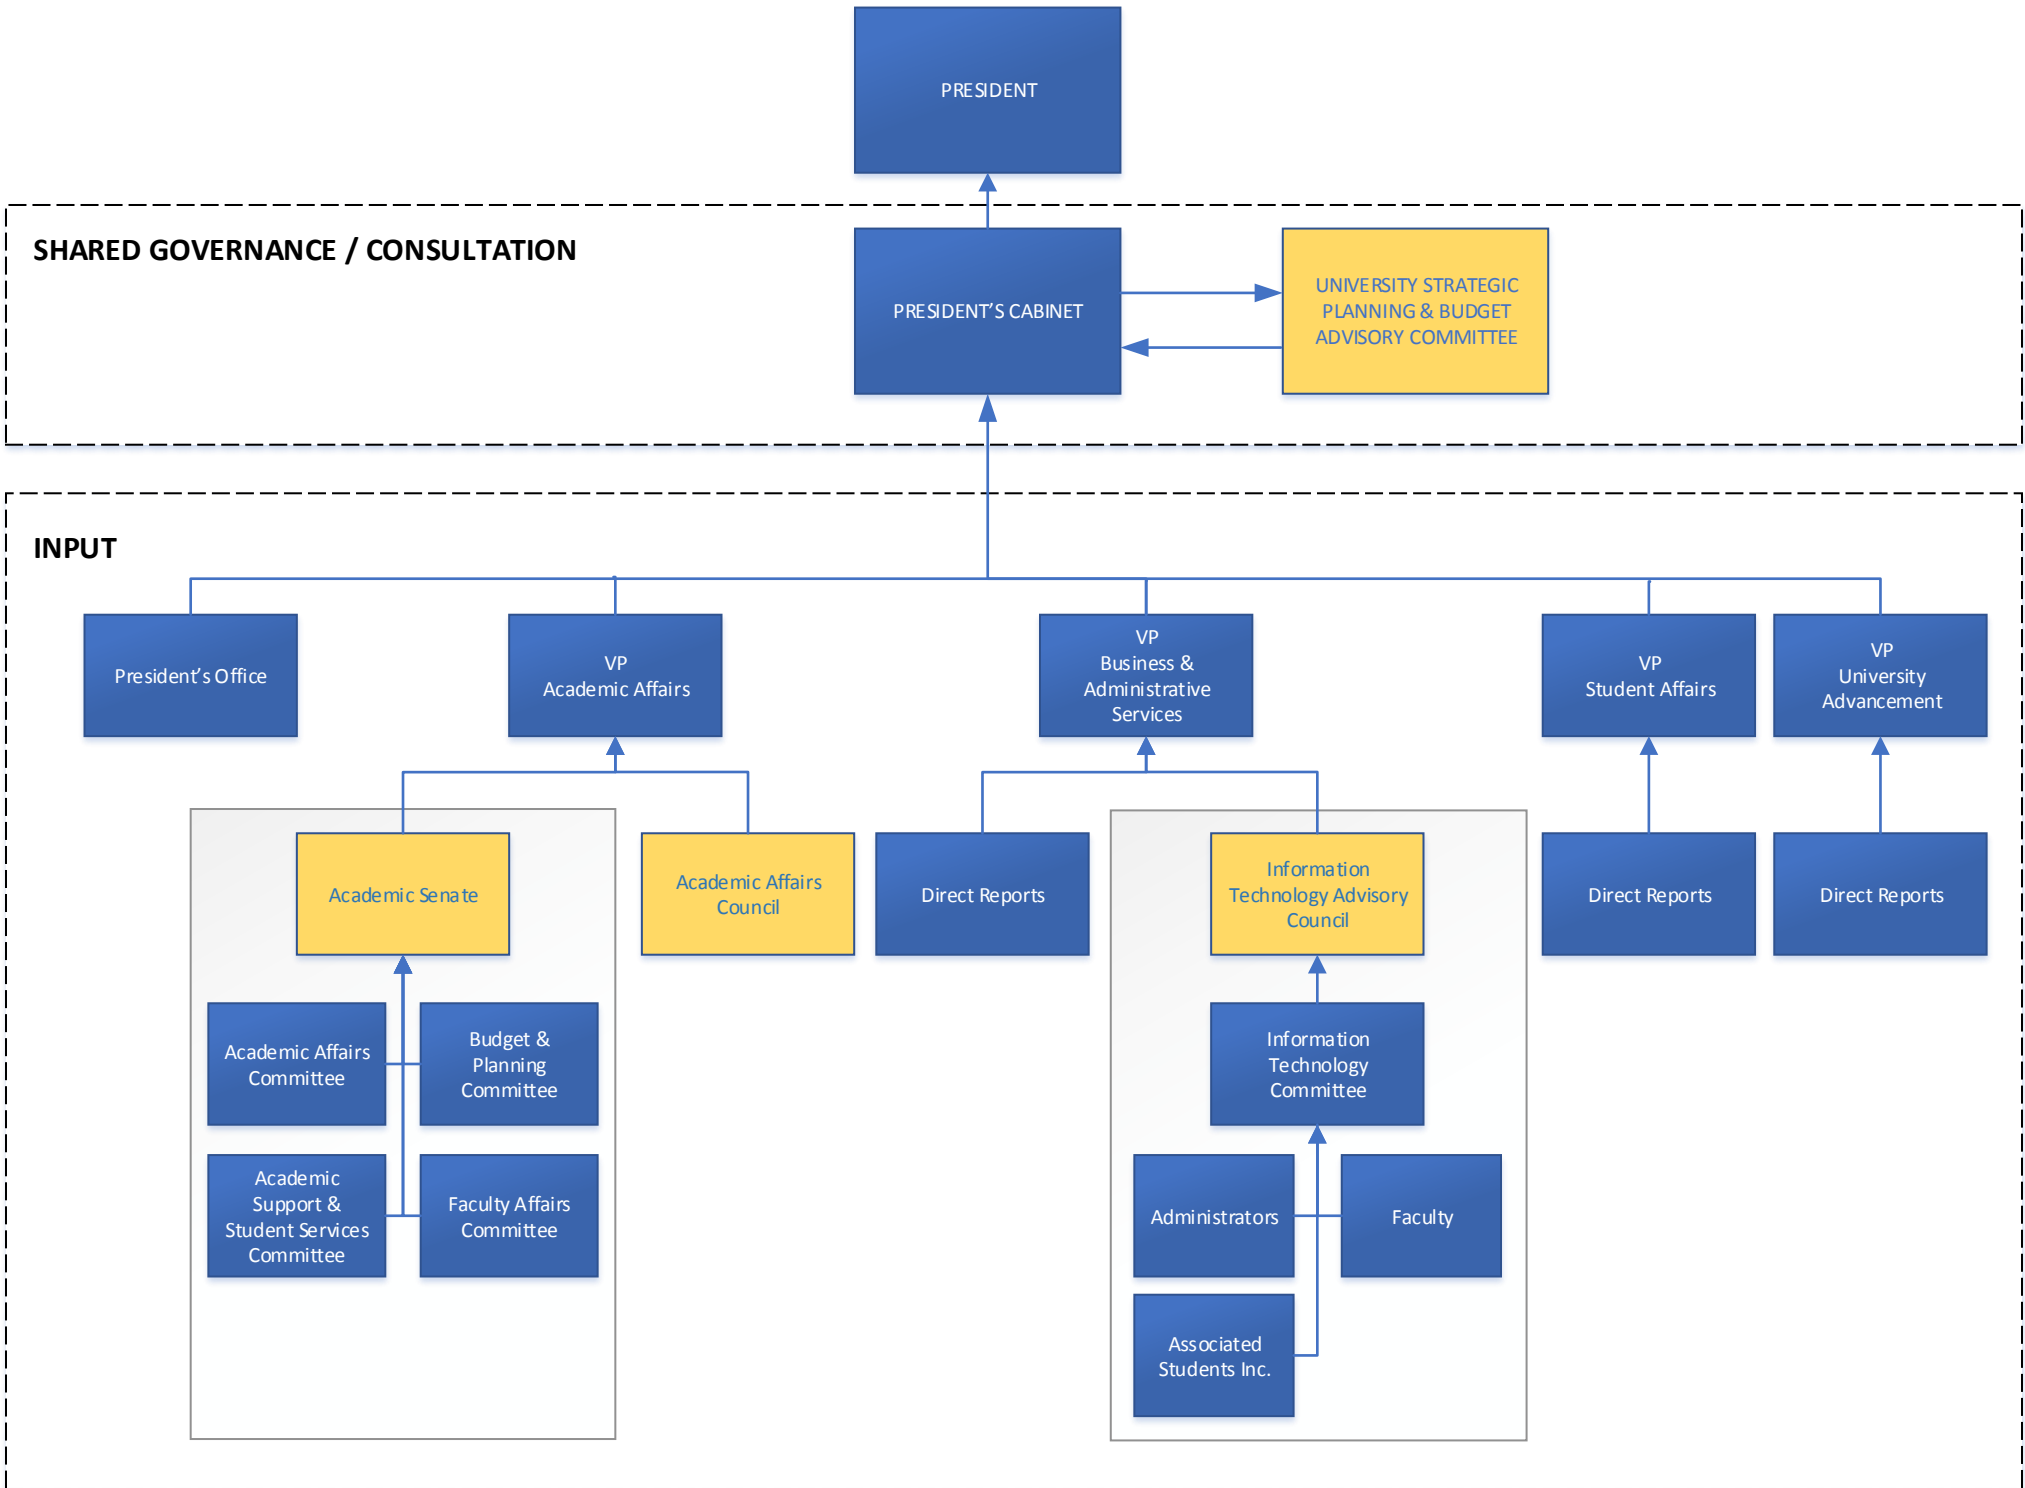 PRESIDENT
SHARED GOVERNANCE / CONSULTATION
PRESIDENT’S CABINET
UNIVERSITY STRATEGIC
PLANNING & BUDGET
ADVISORY COMMITTEE
INPUT
President’s Office
VP
Academic Affairs
VP
Business &
Administrative
Services
VP
Student Affairs
VP
University
Advancement
Academic Senate
Academic Affairs
Council
Direct Reports
Information
Technology Advisory
Council
Direct Reports
Direct Reports
Academic Affairs
Committee
Budget &
Planning
Committee
Information
Technology
Committee
Academic
Support &
Student Services
Committee
Faculty Affairs
Committee
Administrators
Faculty
Associated
Students Inc.